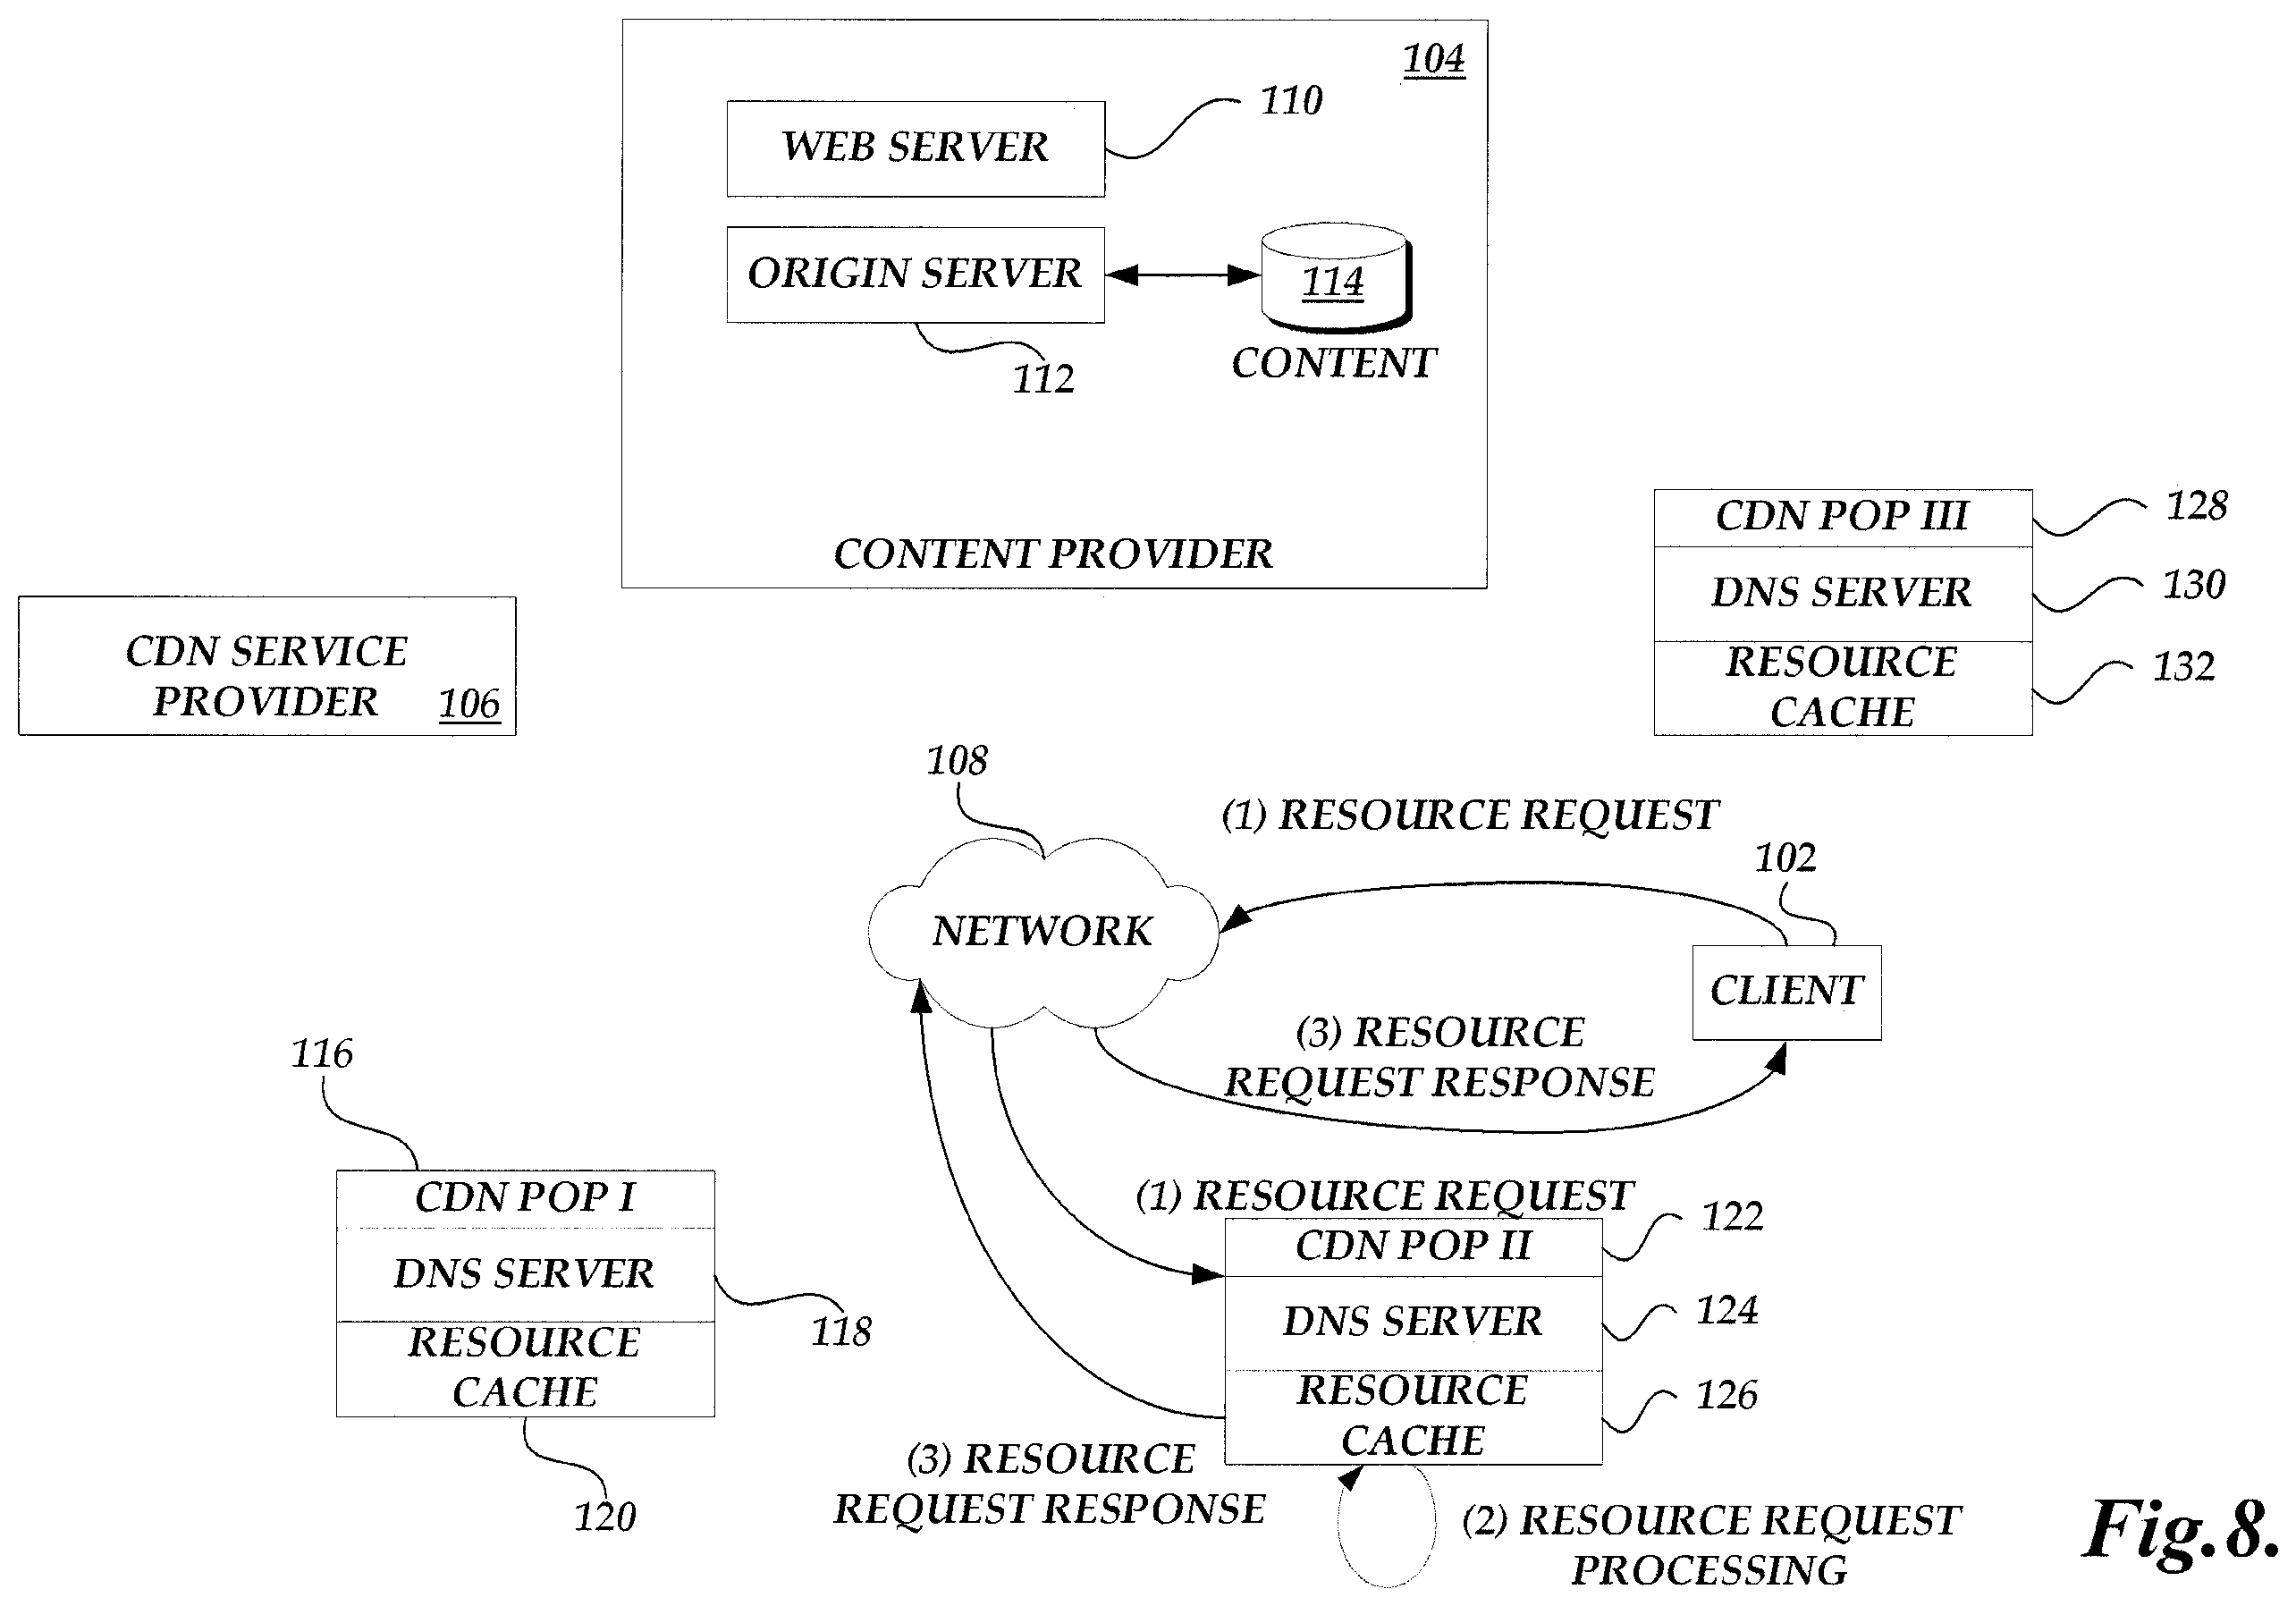 104
WEB SERVER
110
ORIGIN SERVER
114
112
CONTENT
CONTENT PROVIDER
CDN POP III
128
DNS SERVER
130
RESOURCE
CACHE
132
CDN SERVICE
PROVIDER
106
108
(1) RESOURCE REQUEST
102
NETWORK
CLIENT
(3) RESOURCE
REQUEST RESPONSE
116
CDN POP I
DNS SERVER
118
RESOURCE
CACHE
120
(1) RESOURCE REQUEST
CDN POP II
122
DNS SERVER
124
RESOURCE
CACHE
126
(3) RESOURCE
REQUEST RESPONSE
(2) RESOURCE REQUEST
PROCESSING
Fig.8.